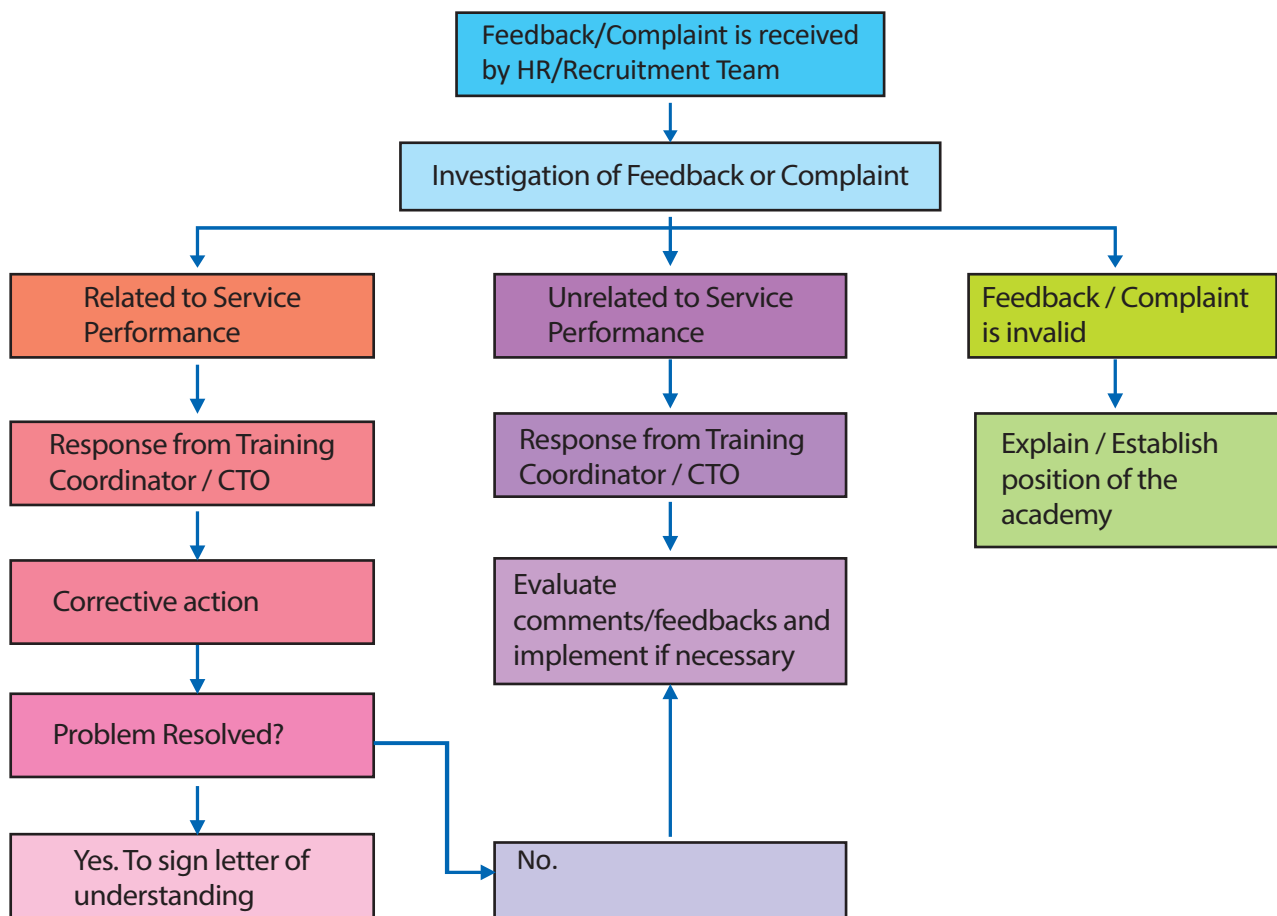 Feedback/Complaint is received
by HR/Recruitment Team
Investigation of Feedback or Complaint
Related to Service
Performance
Unrelated to Service
Performance
Feedback / Complaint
is invalid
Response from Training
Coordinator / CTO
Response from Training
Coordinator / CTO
Explain / Establish
position of the
academy
Corrective action
Evaluate
comments/feedbacks and
implement if necessary
Problem Resolved?
Yes. To sign letter of
understanding
No.